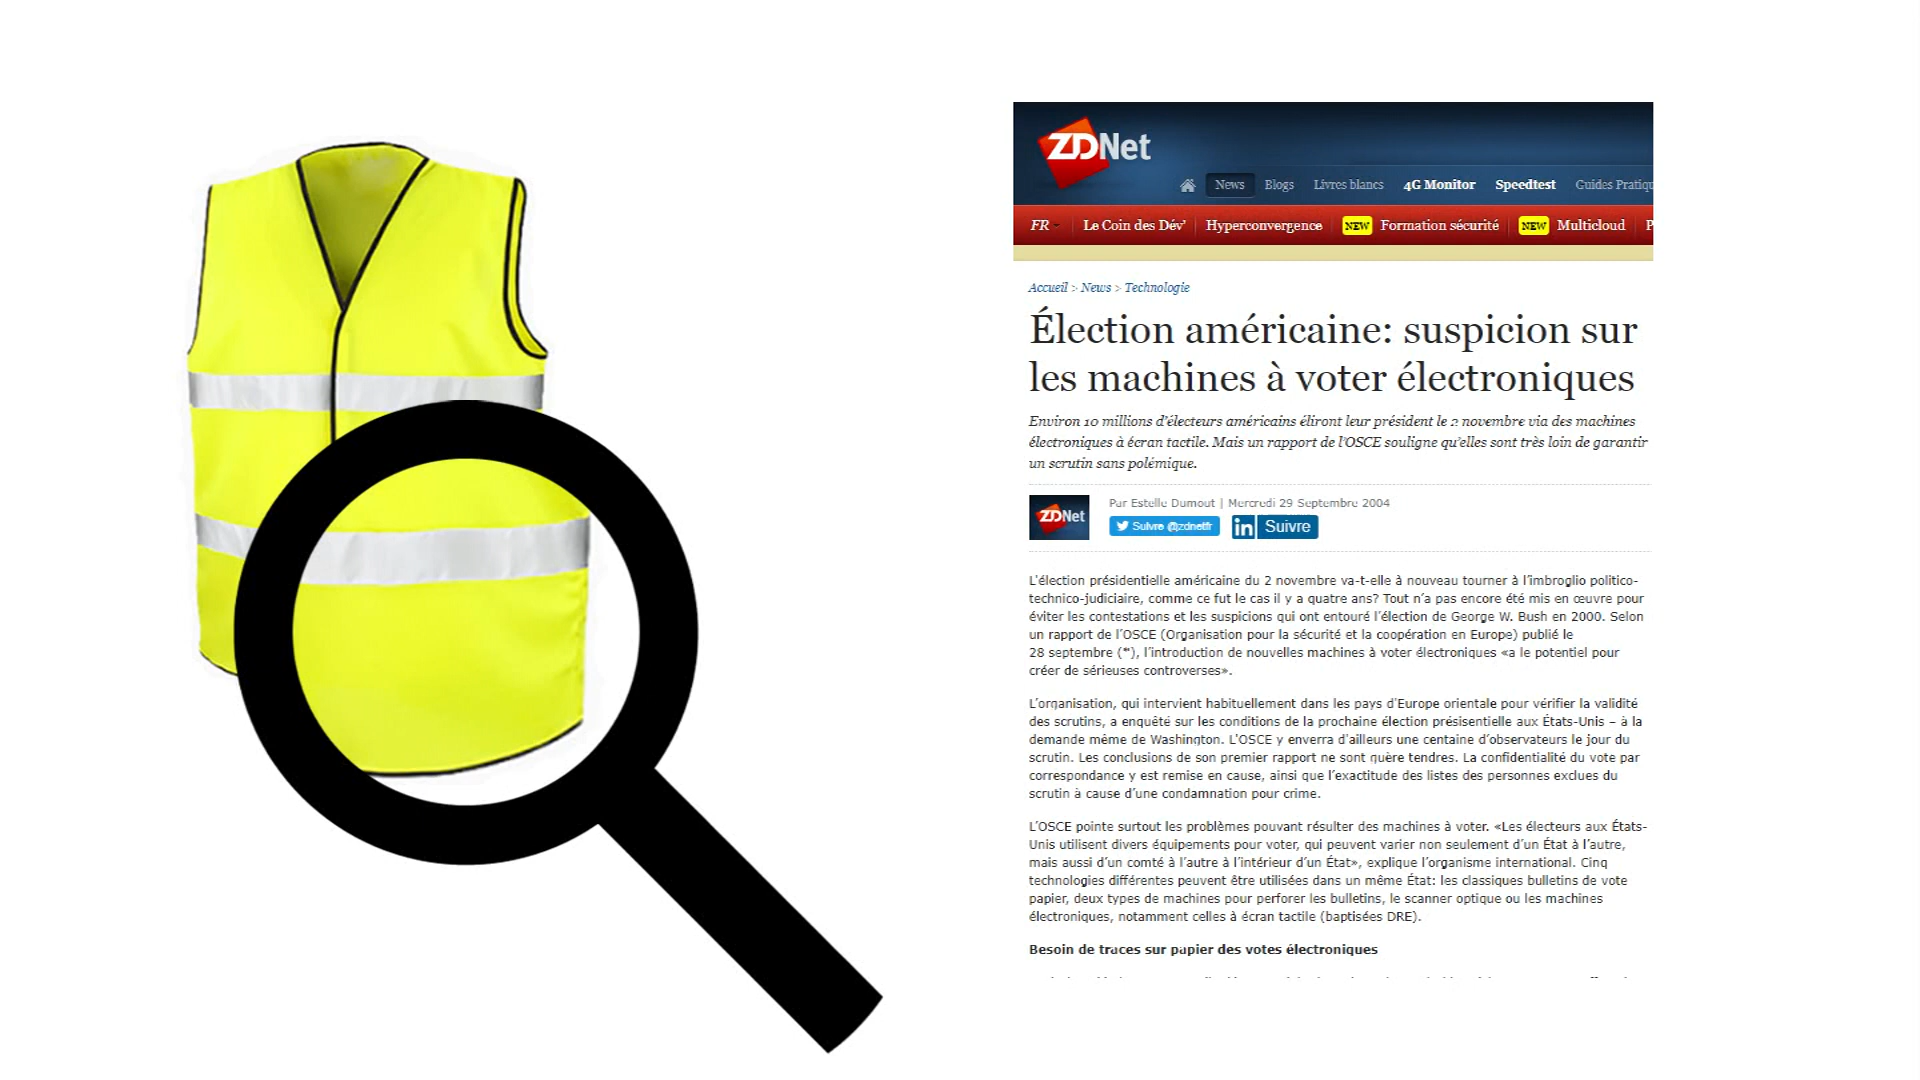 ZDNet
News Blogs Livres blancs 4G Monitor Speedtest Guides Pratiqu
FR Le Coin des Dév' Hyperconvergence NEW Formation sécurité NEW Multicloud P
Accueil > News > Technologie
Élection américaine: suspicion sur
les machines à voter électroniques
Environ 10 millions d'électeurs américains éliront leur président le 2 novembre via des machines
électroniques à écran tactile. Mais un rapport de l'OSCE souligne qu'elles sont très loin de garantir
un scrutin sans polémique.
ZDNet
Par Estelle Dumout | Mercredi 29 Septembre 2004
Suivre @zdnetfr in Suivre
L'élection présidentielle américaine du 2 novembre va-t-elle à nouveau tourner à l'imbroglio politico-
technico-judiciaire, comme ce fut le cas il y a quatre ans? Tout n'a pas encore été mis en œuvre pour
éviter les contestations et les suspicions qui ont entouré l'élection de George W. Bush en 2000. Selon
un rapport de l'OSCE (Organisation pour la sécurité et la coopération en Europe) publié le
28 septembre (*), l'introduction de nouvelles machines à voter électroniques «a le potentiel pour
créer de sérieuses controverses».
L'organisation, qui intervient habituellement dans les pays d'Europe orientale pour vérifier la validité
des scrutins, a enquêté sur les conditions de la prochaine élection présisentielle aux États-Unis – à la
demande même de Washington. L'OSCE y enverra d'ailleurs une centaine d'observateurs le jour du
scrutin. Les conclusions de son premier rapport ne sont guère tendres. La confidentialité du vote par
correspondance y est remise en cause, ainsi que l'exactitude des listes des personnes exclues du
scrutin à cause d'une condamnation pour crime.
L'OSCE pointe surtout les problèmes pouvant résulter des machines à voter. «Les électeurs aux États-
Unis utilisent divers équipements pour voter, qui peuvent varier non seulement d'un État à l'autre,
mais aussi d'un comté à l'autre à l'intérieur d'un État», explique l'organisme international. Cinq
technologies différentes peuvent être utilisées dans un même État: les classiques bulletins de vote
papier, deux types de machines pour perforer les bulletins, le scanner optique ou les machines
électroniques, notamment celles à écran tactile (baptisées DRE).
Besoin de traces sur papier des votes électroniques